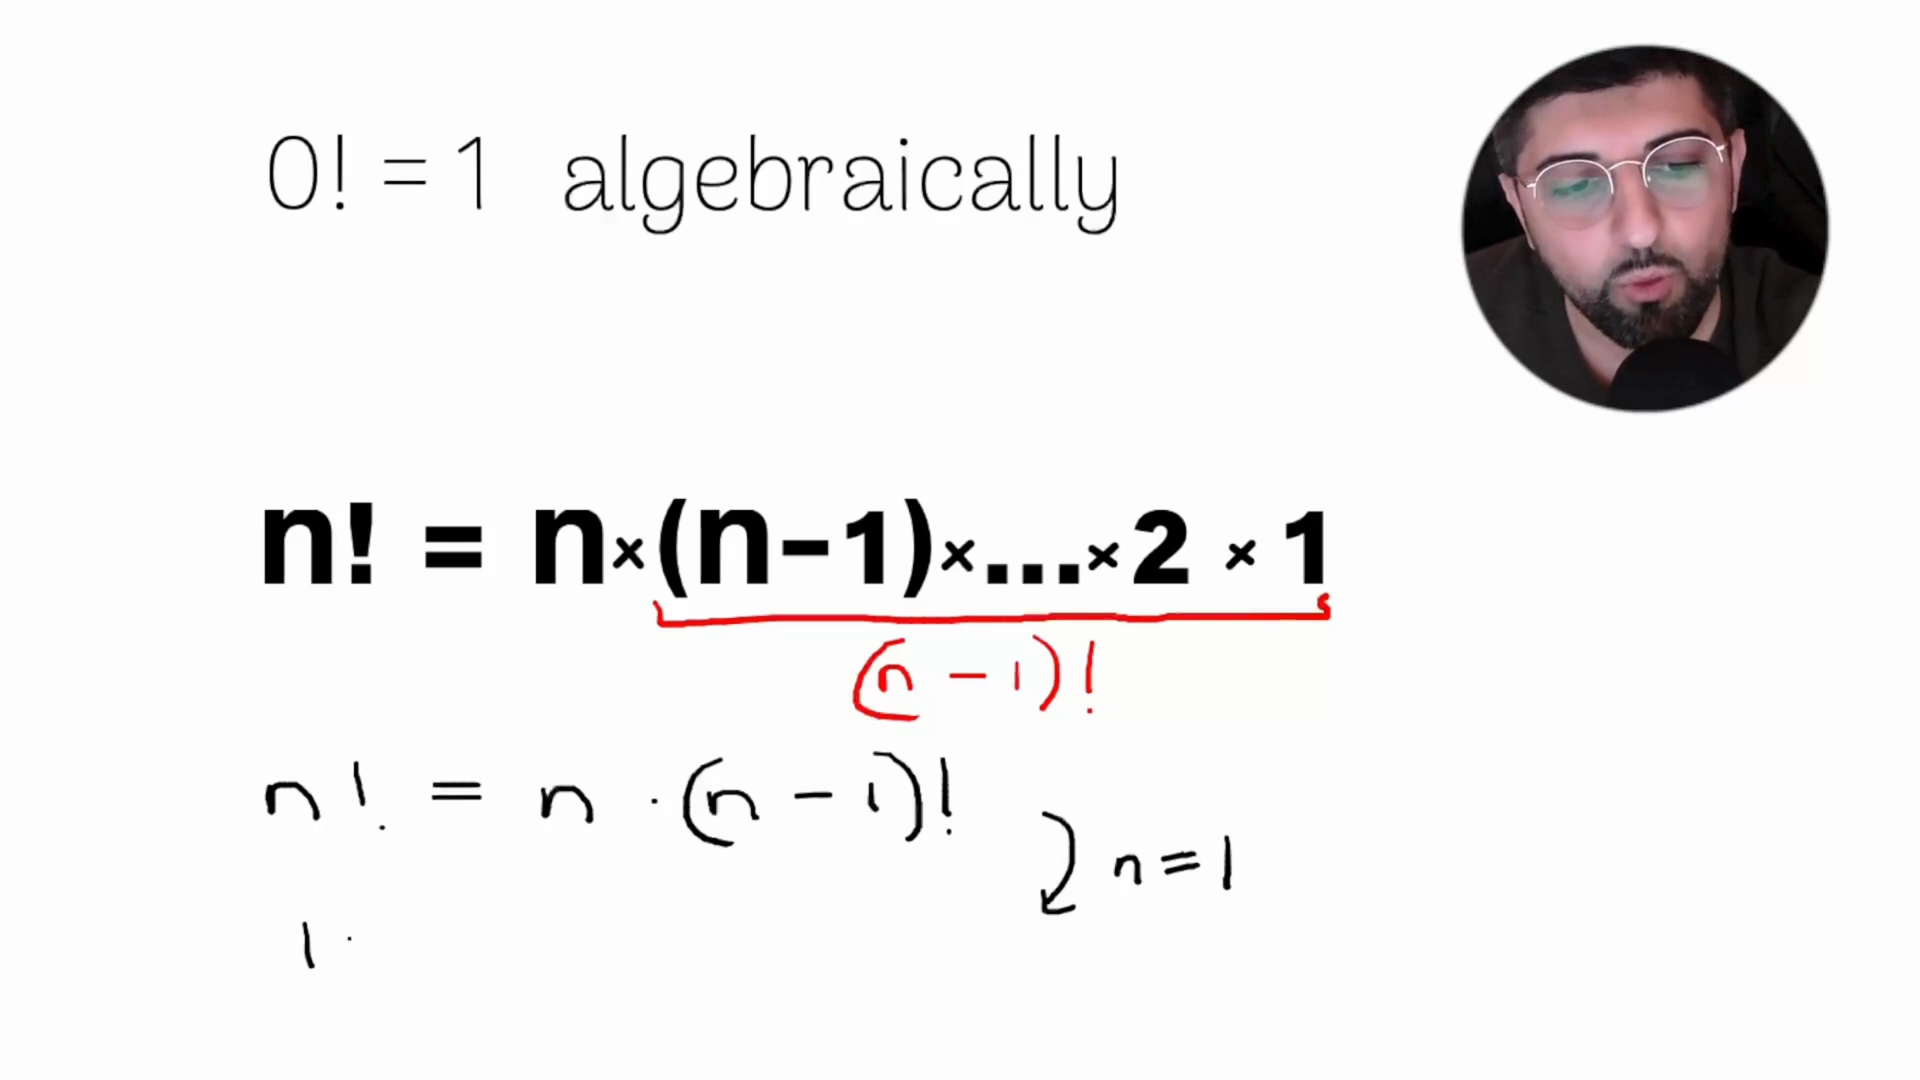 0! = 1 algebraically
n! = n×(n-1)×...×2 × 1
(n - 1)!
n! = n · (n - 1)!
n = 1
1 ·